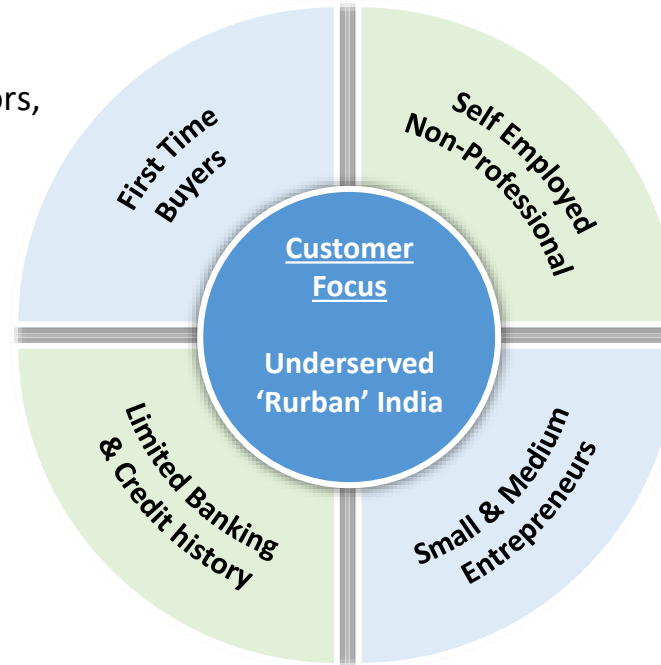 ors,
First Time
Buyers
Self Employed
Non-Professional
Customer
Focus
Underserved
‘Rurban’ India
Limited Banking
& Credit history
Small & Medium
Entrepreneurs